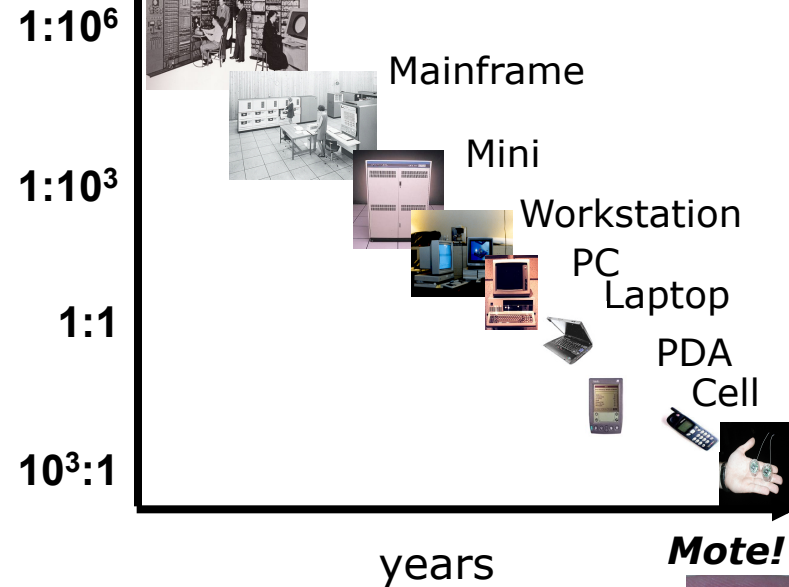 1:10⁶
Mainframe
Mini
1:10³
Workstation
PC
Laptop
1:1
PDA
Cell
10³:1
years
Mote!